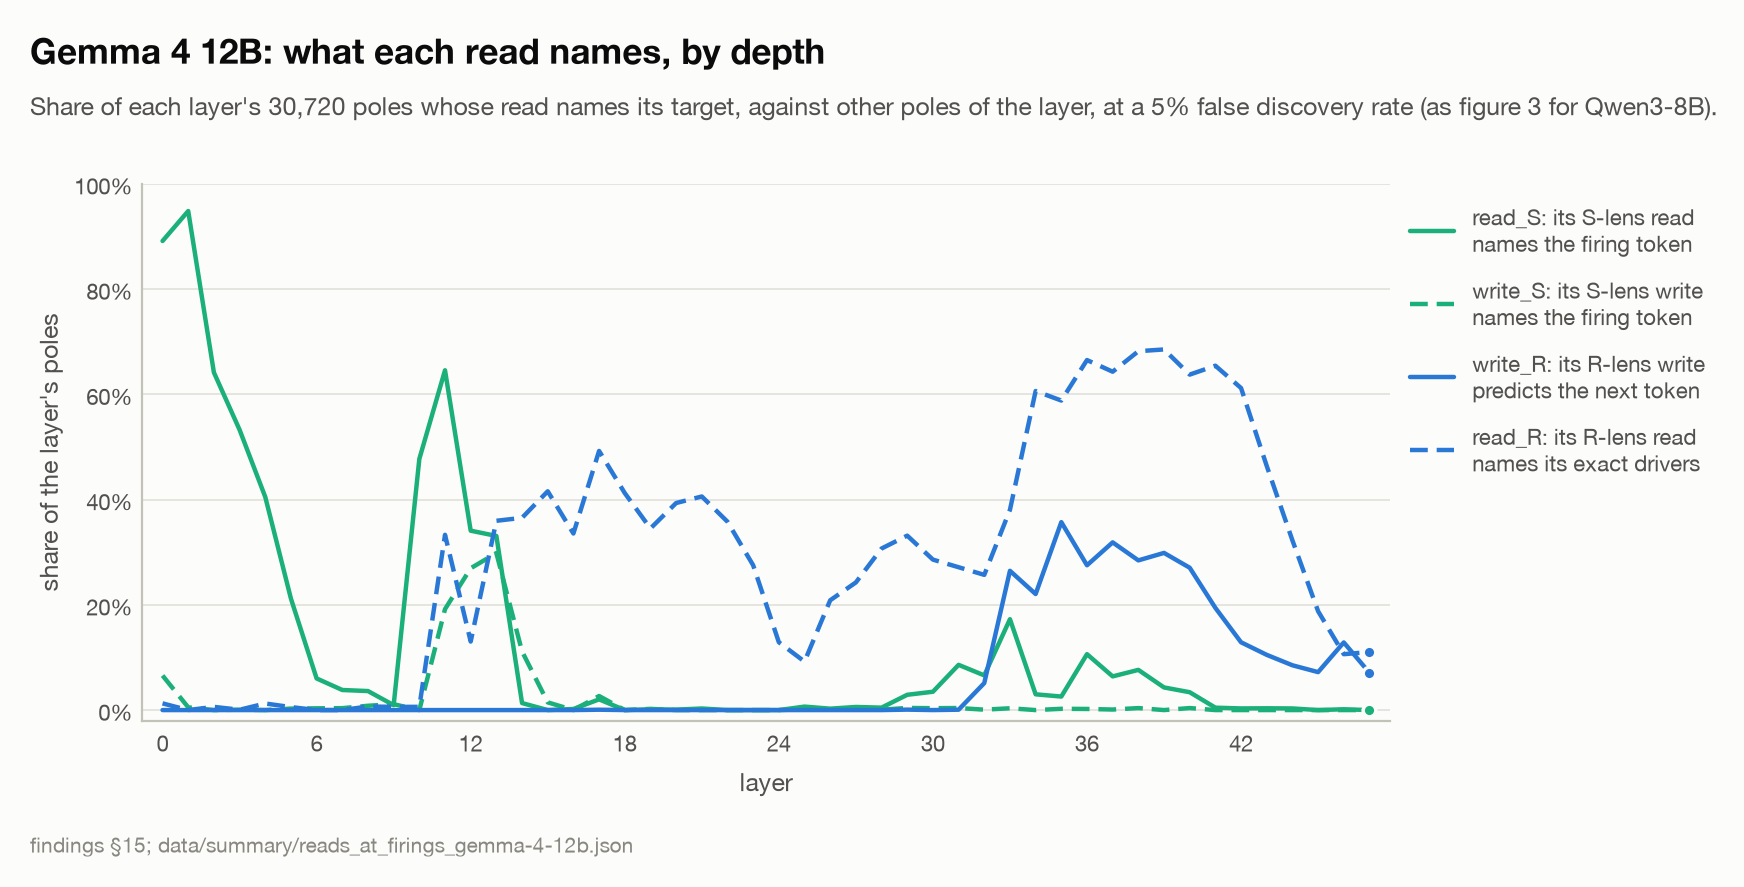 Gemma 4 12B: what each read names, by depth
Share of each layer's 30,720 poles whose read names its target, against other poles of the layer, at a 5% false discovery rate (as figure 3 for Qwen3-8B).
share of the layer's poles
100%
80%
60%
40%
20%
0%
0
6
12
18
24
30
36
42
layer
read_S: its S-lens read
names the firing token
write_S: its S-lens write
names the firing token
write_R: its R-lens write
predicts the next token
read_R: its R-lens read
names its exact drivers
findings §15; data/summary/reads_at_firings_gemma-4-12b.json